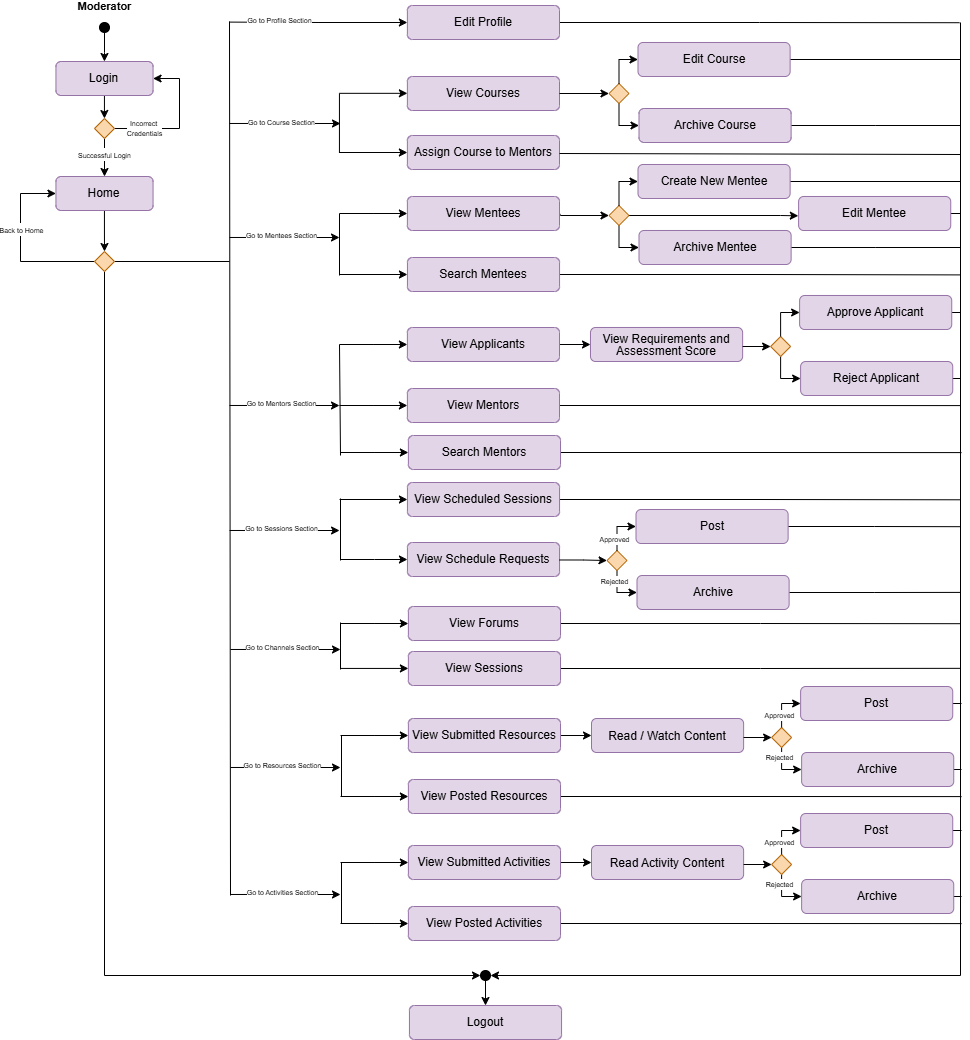 Moderator
Login
Incorrect
Credentials
Successful Login
Home
Back to Home
Go to Profile Section
Edit Profile
Go to Course Section
View Courses
Edit Course
Archive Course
Assign Course to Mentors
Go to Mentees Section
View Mentees
Create New Mentee
Edit Mentee
Archive Mentee
Search Mentees
Go to Mentors Section
View Applicants
View Requirements and
Assessment Score
Approve Applicant
Reject Applicant
View Mentors
Search Mentors
Go to Sessions Section
View Scheduled Sessions
View Schedule Requests
Approved
Post
Rejected
Archive
Go to Channels Section
View Forums
View Sessions
Go to Resources Section
View Submitted Resources
Read / Watch Content
Approved
Post
Rejected
Archive
View Posted Resources
Go to Activities Section
View Submitted Activities
Read Activity Content
Approved
Post
Rejected
Archive
View Posted Activities
Logout